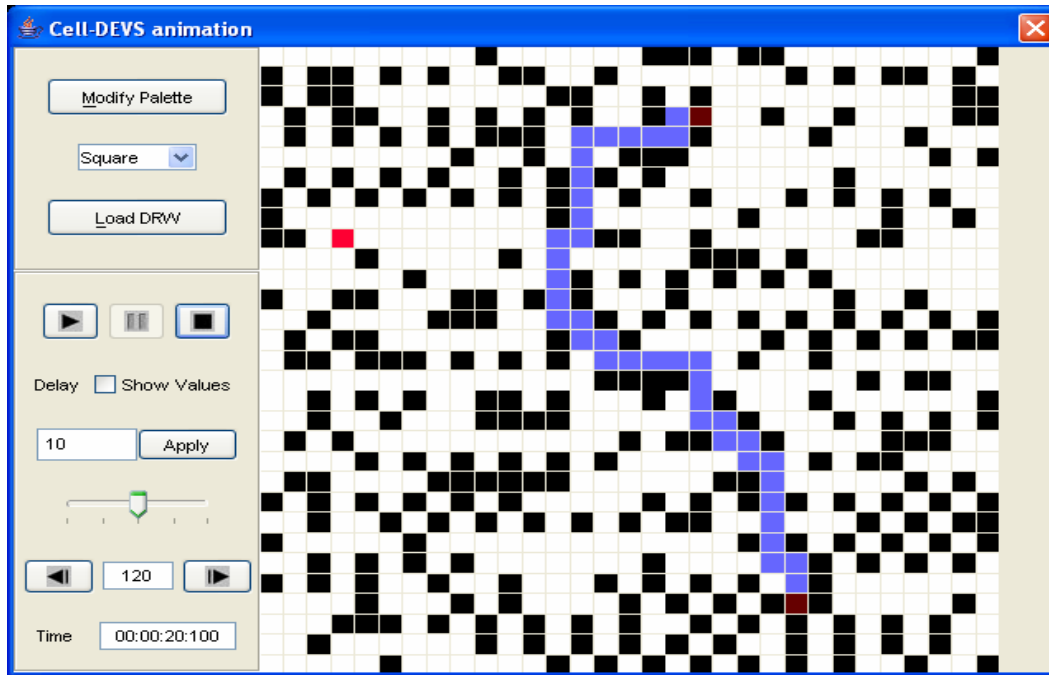 Cell-DEVS animation
Modify Palette
Square
Load DRW
Delay Show Values
10 Apply
120
Time 00:00:20:100